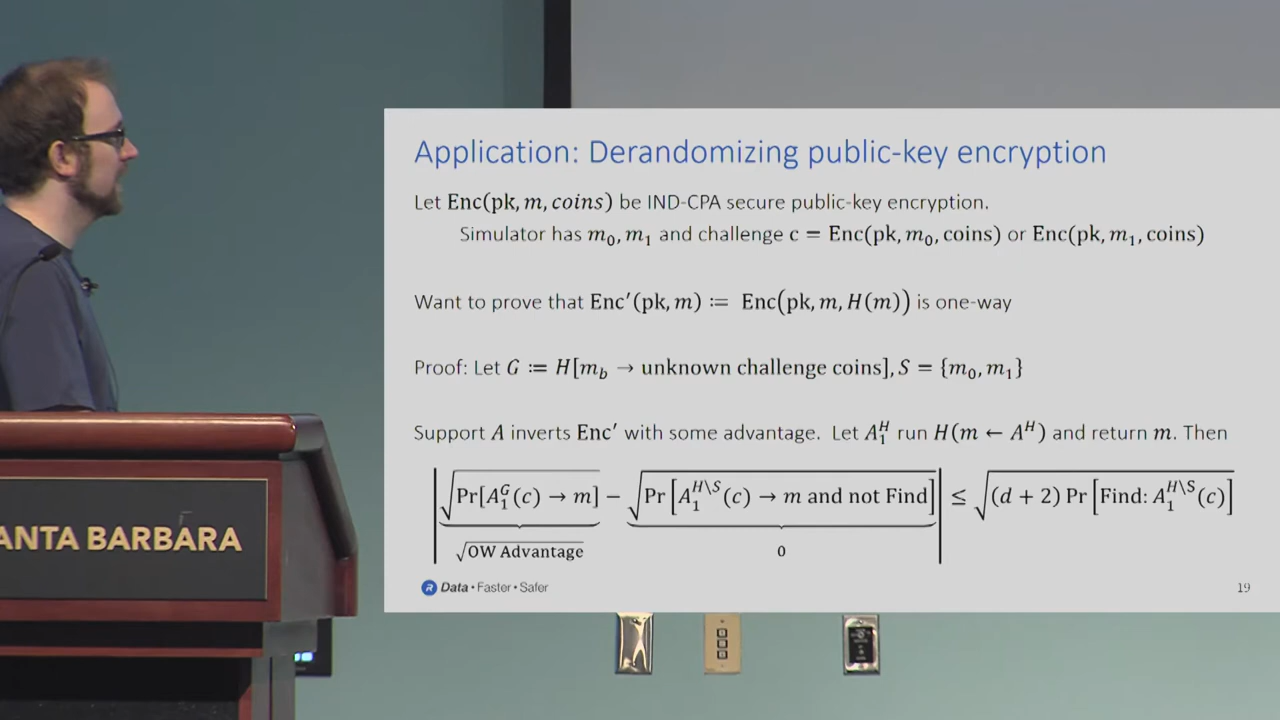 Application: Derandomizing public-key encryption
Let Enc(pk, m, coins) be IND-CPA secure public-key encryption.
Simulator has m₀, m₁ and challenge c = Enc(pk, m₀, coins) or Enc(pk, m₁, coins)
Want to prove that Enc′(pk, m) ≔ Enc(pk, m, H(m)) is one-way
Proof: Let G ≔ H[m_b → unknown challenge coins], S = {m₀, m₁}
Support A inverts Enc′ with some advantage. Let A₁ᴴ run H(m ← Aᴴ) and return m. Then
|√Pr[A₁^G(c) → m] − √Pr[A₁^{H\S}(c) → m and not Find]| ≤ √(d + 2) Pr[Find: A₁^{H\S}(c)]
√OW Advantage 0
Data • Faster • Safer 19
ANTA BARBARA